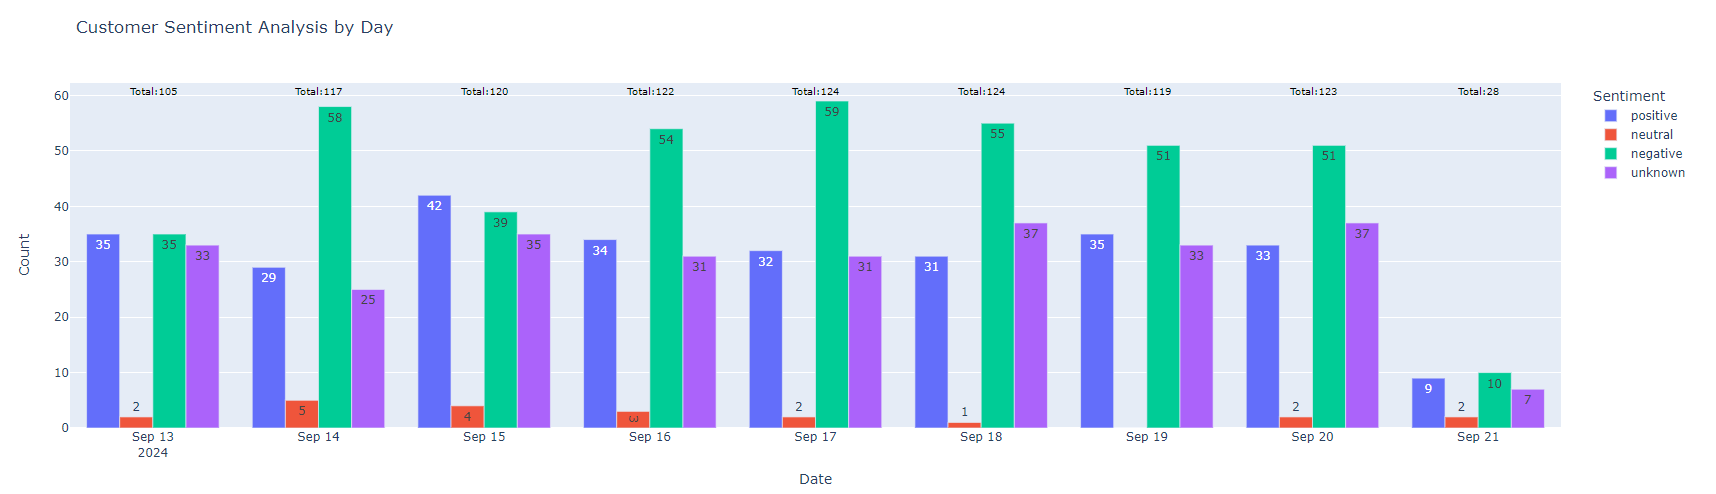 Customer Sentiment Analysis by Day
Total:105 Total:117 Total:120 Total:122 Total:124 Total:124 Total:119 Total:123 Total:28
Sentiment
positive
neutral
negative
unknown
Count
60
50
40
30
20
10
0
35 2 35 33
29 5 58 25
42 4 39 35
34 3 54 31
32 2 59 31
31 1 55 37
35 51 33
33 2 51 37
9 2 10 7
Sep 13 Sep 14 Sep 15 Sep 16 Sep 17 Sep 18 Sep 19 Sep 20 Sep 21
2024
Date